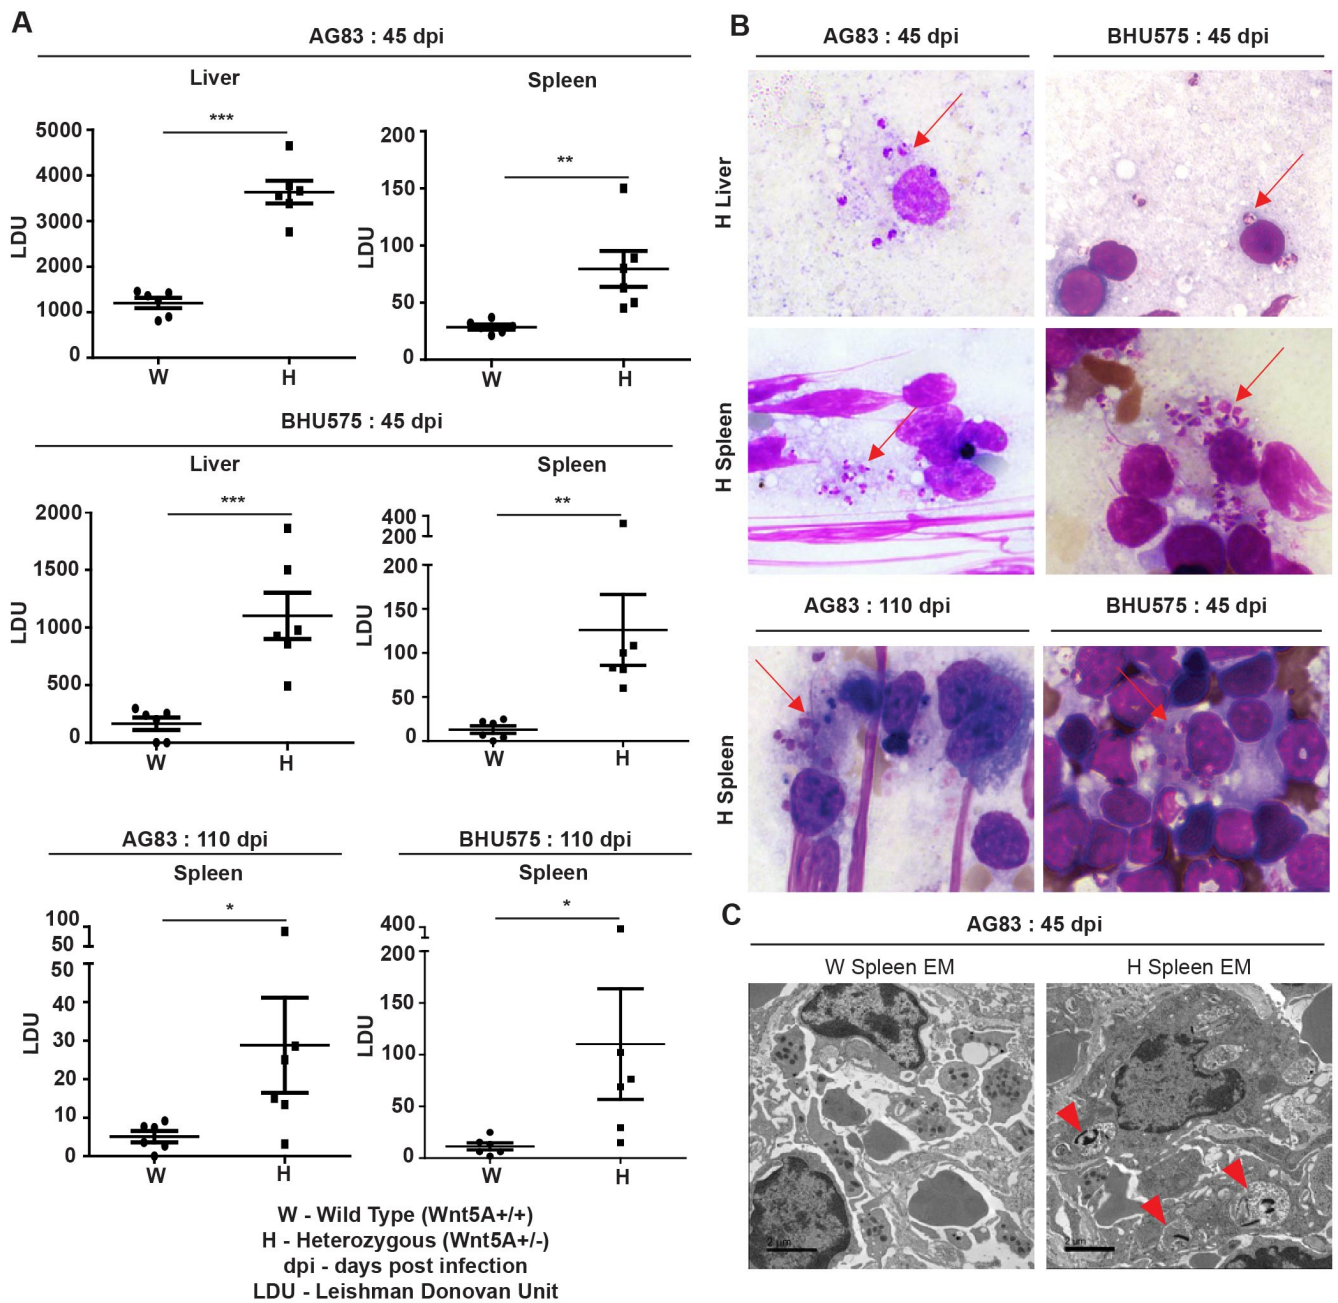 A
AG83 : 45 dpi
Liver
Spleen
***
**
5000
4000
3000
2000
1000
0
LDU
W
H
200
150
100
50
0
LDU
W
H
BHU575 : 45 dpi
Liver
Spleen
***
**
2000
1500
1000
500
0
LDU
W
H
400
200
200
150
100
50
0
LDU
W
H
AG83 : 110 dpi
Spleen
*
100
50
50
40
30
20
10
0
LDU
W
H
BHU575 : 110 dpi
Spleen
*
400
200
150
100
50
0
LDU
W
H
W - Wild Type (Wnt5A+/+)
H - Heterozygous (Wnt5A+/-)
dpi - days post infection
LDU - Leishman Donovan Unit
B
AG83 : 45 dpi
BHU575 : 45 dpi
H Liver
H Spleen
AG83 : 110 dpi
BHU575 : 45 dpi
H Spleen
C
AG83 : 45 dpi
W Spleen EM
H Spleen EM
2 µm
2 µm